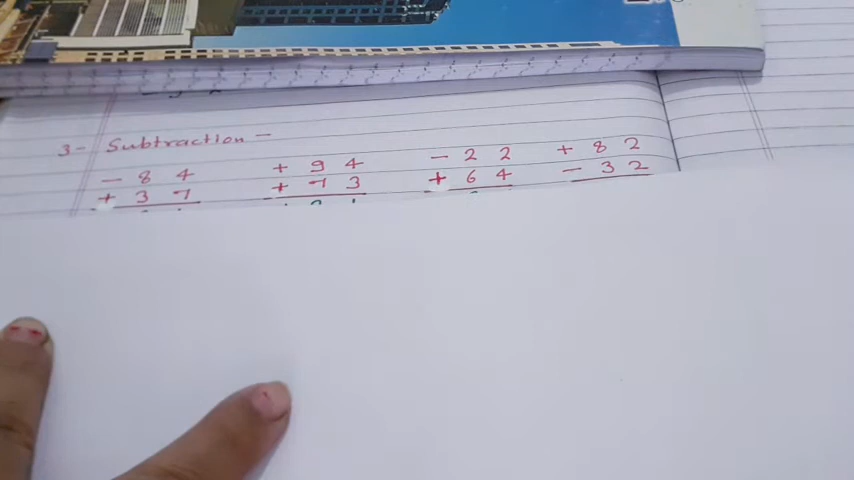 3- Subtraction -
- 8 4 + 9 4 - 2 2 + 8 2
+ 3 7 + 7 3 + 6 4 - 3 2